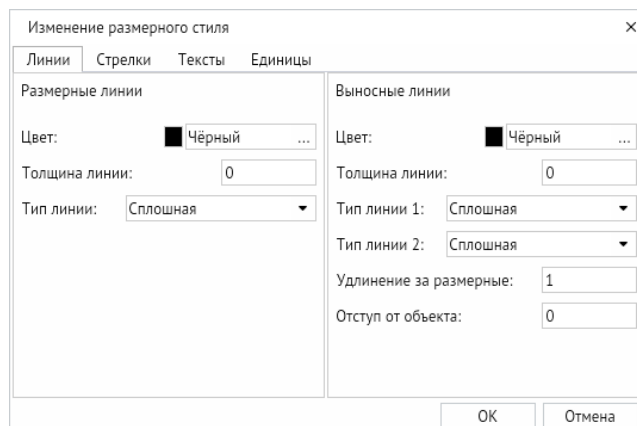 Изменение размерного стиля
Линии Стрелки Тексты Единицы
Размерные линии
Цвет: Чёрный ...
Толщина линии: 0
Тип линии: Сплошная
Выносные линии
Цвет: Чёрный ...
Толщина линии: 0
Тип линии 1: Сплошная
Тип линии 2: Сплошная
Удлинение за размерные: 1
Отступ от объекта: 0
ОК Отмена